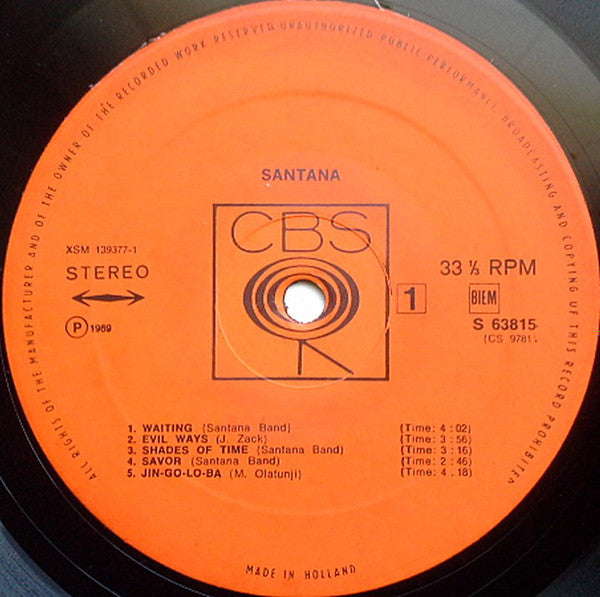 ALL RIGHTS OF THE MANUFACTURER AND OF THE OWNER OF THE RECORDED WORK RESERVED. UNAUTHORIZED PUBLIC PERFORMANCE, BROADCASTING AND COPYING OF THIS RECORD PROHIBITED
SANTANA
CBS
XSM 139377-1
STEREO
33 ⅓ RPM
1
BIEM
P 1969
S 63815
(CS 9781)
1. WAITING (Santana Band) (Time: 4 : 02)
2. EVIL WAYS (J. Zack) (Time: 3 : 56)
3. SHADES OF TIME (Santana Band) (Time: 3 : 16)
4. SAVOR (Santana Band) (Time: 2 : 46)
5. JIN-GO-LO-BA (M. Olatunji) (Time: 4 . 18)
MADE IN HOLLAND